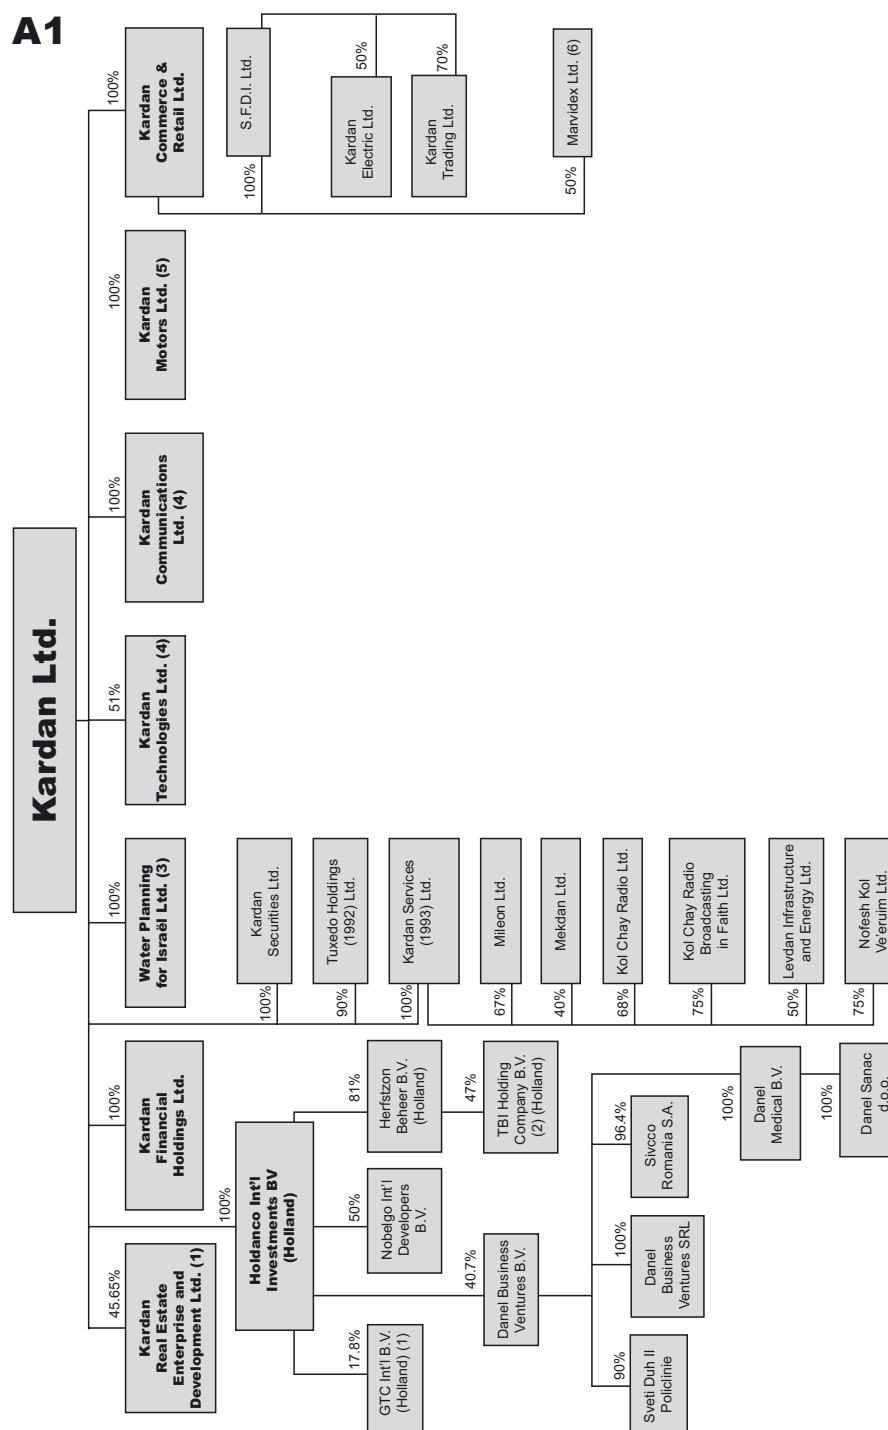 A1
Kardan Ltd.
45.65%
Kardan
Real Estate
Enterprise and
Development Ltd. (1)
100%
Kardan
Financial
Holdings Ltd.
100%
Water Planning
for Israël Ltd. (3)
51%
Kardan
Technologies Ltd. (4)
100%
Kardan
Communications
Ltd. (4)
100%
Kardan
Motors Ltd. (5)
100%
Kardan
Commerce &
Retail Ltd.
100%
Holdanco Int'l
Investments BV
(Holland)
17.8%
GTC Int'l B.V.
(Holland) (1)
40.7%
Danel Business
Ventures B.V.
50%
Nobelgo Int'l
Developers
B.V.
81%
Herfstzon
Beheer B.V.
(Holland)
47%
TBI Holding
Company B.V.
(2) (Holland)
90%
Sveti Duh II
Policlinie
100%
Danel
Business
Ventures SRL
96.4%
Sivcco
Romania S.A.
100%
Danel
Medical B.V.
100%
Danel Sanac
d.o.o.
100%
Kardan
Securities Ltd.
90%
Tuxedo Holdings
(1992) Ltd.
100%
Kardan Services
(1993) Ltd.
67%
Mileon Ltd.
40%
Mekdan Ltd.
68%
Kol Chay Radio Ltd.
75%
Kol Chay Radio
Broadcasting
in Faith Ltd.
50%
Levdan Infrastructure
and Energy Ltd.
75%
Nofesh Kol
Ve'eruim Ltd.
100%
S.F.D.I. Ltd.
50%
Kardan
Electric Ltd.
70%
Kardan
Trading Ltd.
50%
Marvidex Ltd. (6)